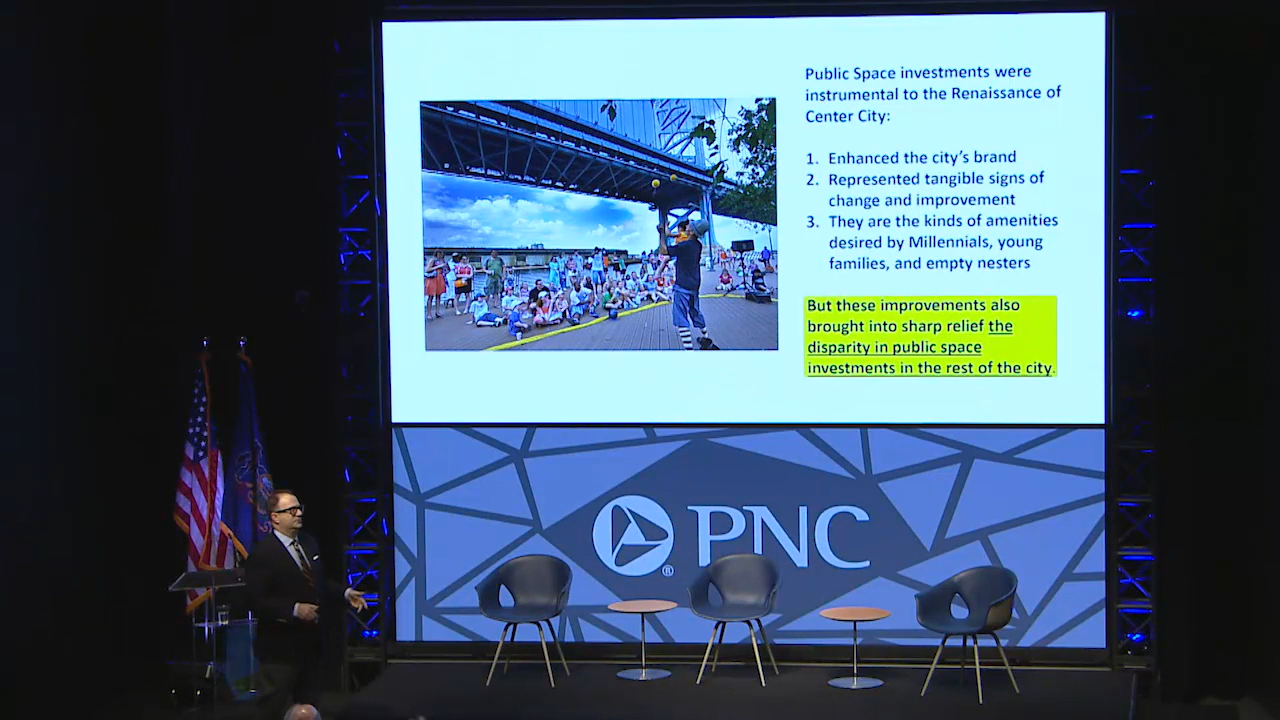 Public Space investments were
instrumental to the Renaissance of
Center City:
1. Enhanced the city's brand
2. Represented tangible signs of
change and improvement
3. They are the kinds of amenities
desired by Millennials, young
families, and empty nesters
But these improvements also
brought into sharp relief the
disparity in public space
investments in the rest of the city.
PNC
®